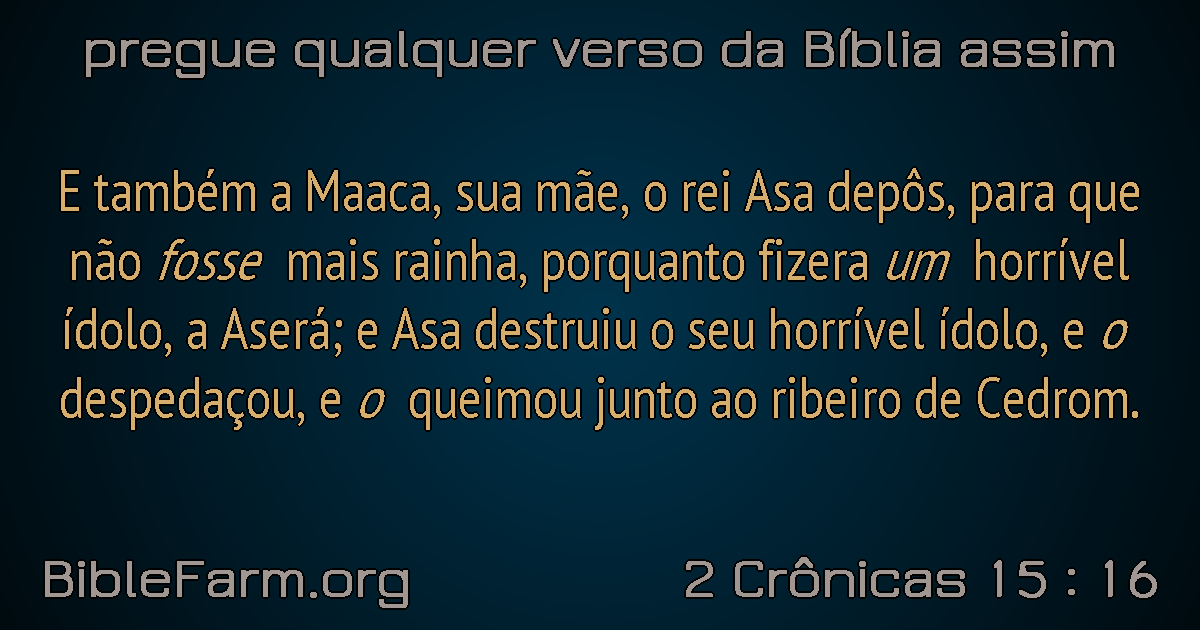 pregue qualquer verso da Bíblia assim
E também a Maaca, sua mãe, o rei Asa depôs, para que
não fosse mais rainha, porquanto fizera um horrível
ídolo, a Aserá; e Asa destruiu o seu horrível ídolo, e o
despedaçou, e o queimou junto ao ribeiro de Cedrom.
BibleFarm.org
2 Crônicas 15 : 16